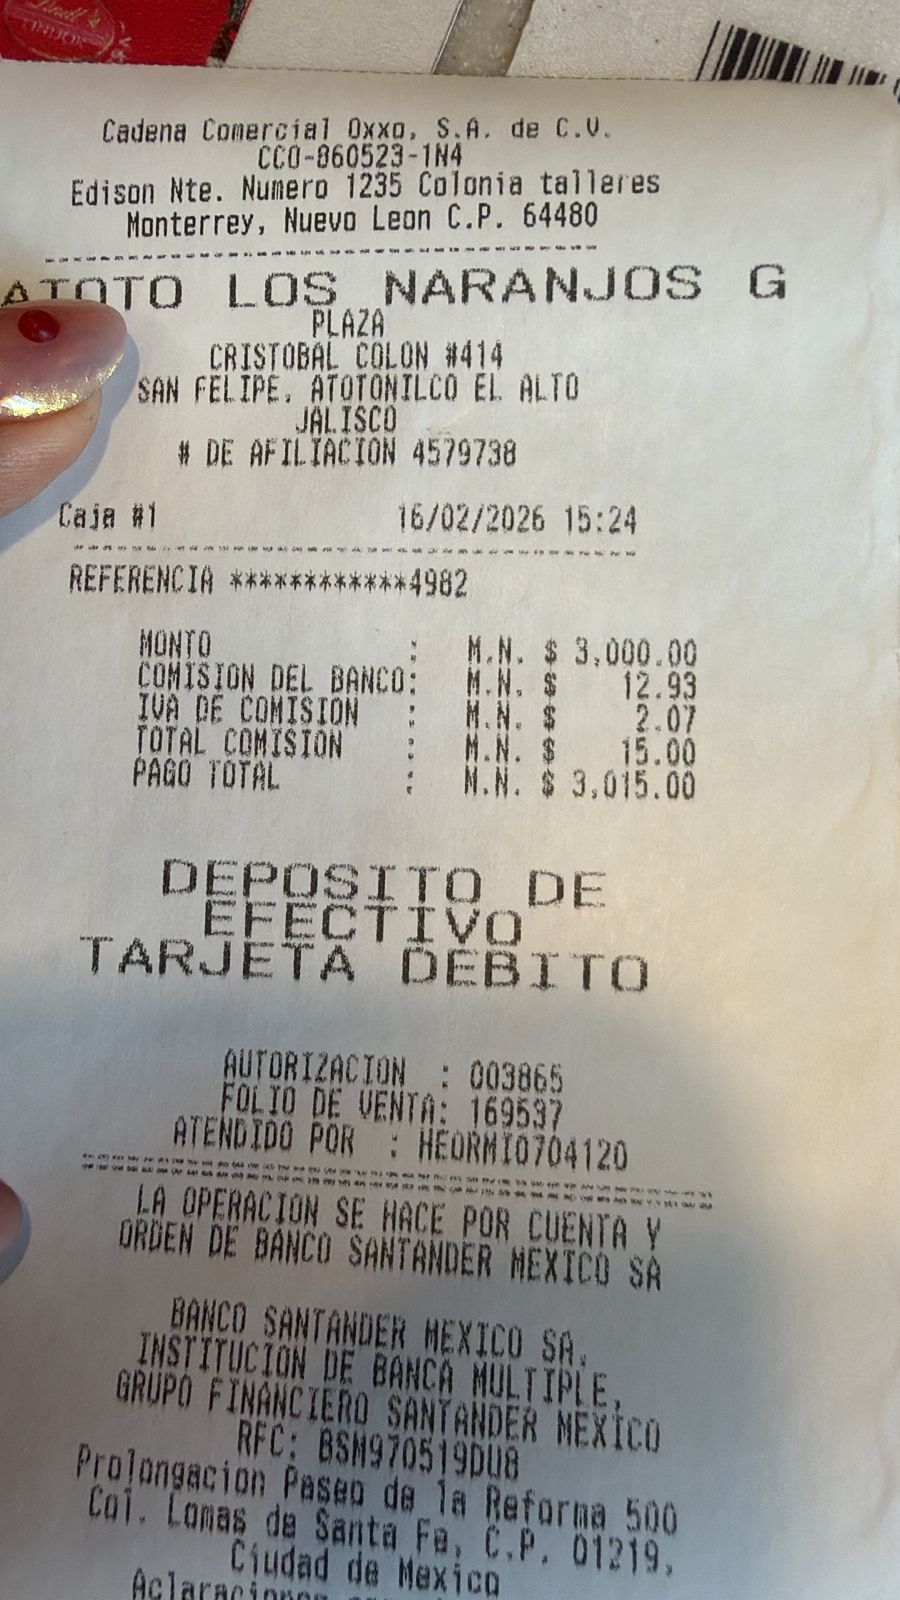 Lindt's
LINDOR
Cadena Comercial Oxxo, S.A. de C.V.
CCO-860523-1N4
Edison Nte. Numero 1235 Colonia talleres
Monterrey, Nuevo Leon C.P. 64480
ATOTO LOS NARANJOS G
PLAZA
CRISTOBAL COLON #414
SAN FELIPE, ATOTONILCO EL ALTO
JALISCO
# DE AFILIACION 4579738
Caja #1 16/02/2026 15:24
REFERENCIA ************4982
MONTO : M.N. $ 3,000.00
COMISION DEL BANCO: M.N. $ 12.93
IVA DE COMISION : M.N. $ 2.07
TOTAL COMISION : M.N. $ 15.00
PAGO TOTAL : M.N. $ 3,015.00
DEPOSITO DE
EFECTIVO
TARJETA DEBITO
AUTORIZACION : 003865
FOLIO DE VENTA: 169537
ATENDIDO POR : HEORMI0704120
LA OPERACION SE HACE POR CUENTA Y
ORDEN DE BANCO SANTANDER MEXICO SA
BANCO SANTANDER MEXICO SA,
INSTITUCION DE BANCA MULTIPLE,
GRUPO FINANCIERO SANTANDER MEXICO
RFC: BSM970519DU8
Prolongacion Paseo de la Reforma 500
Col. Lomas de Santa Fe, C.P. 01219,
Ciudad de Mexico
Aclaraciones